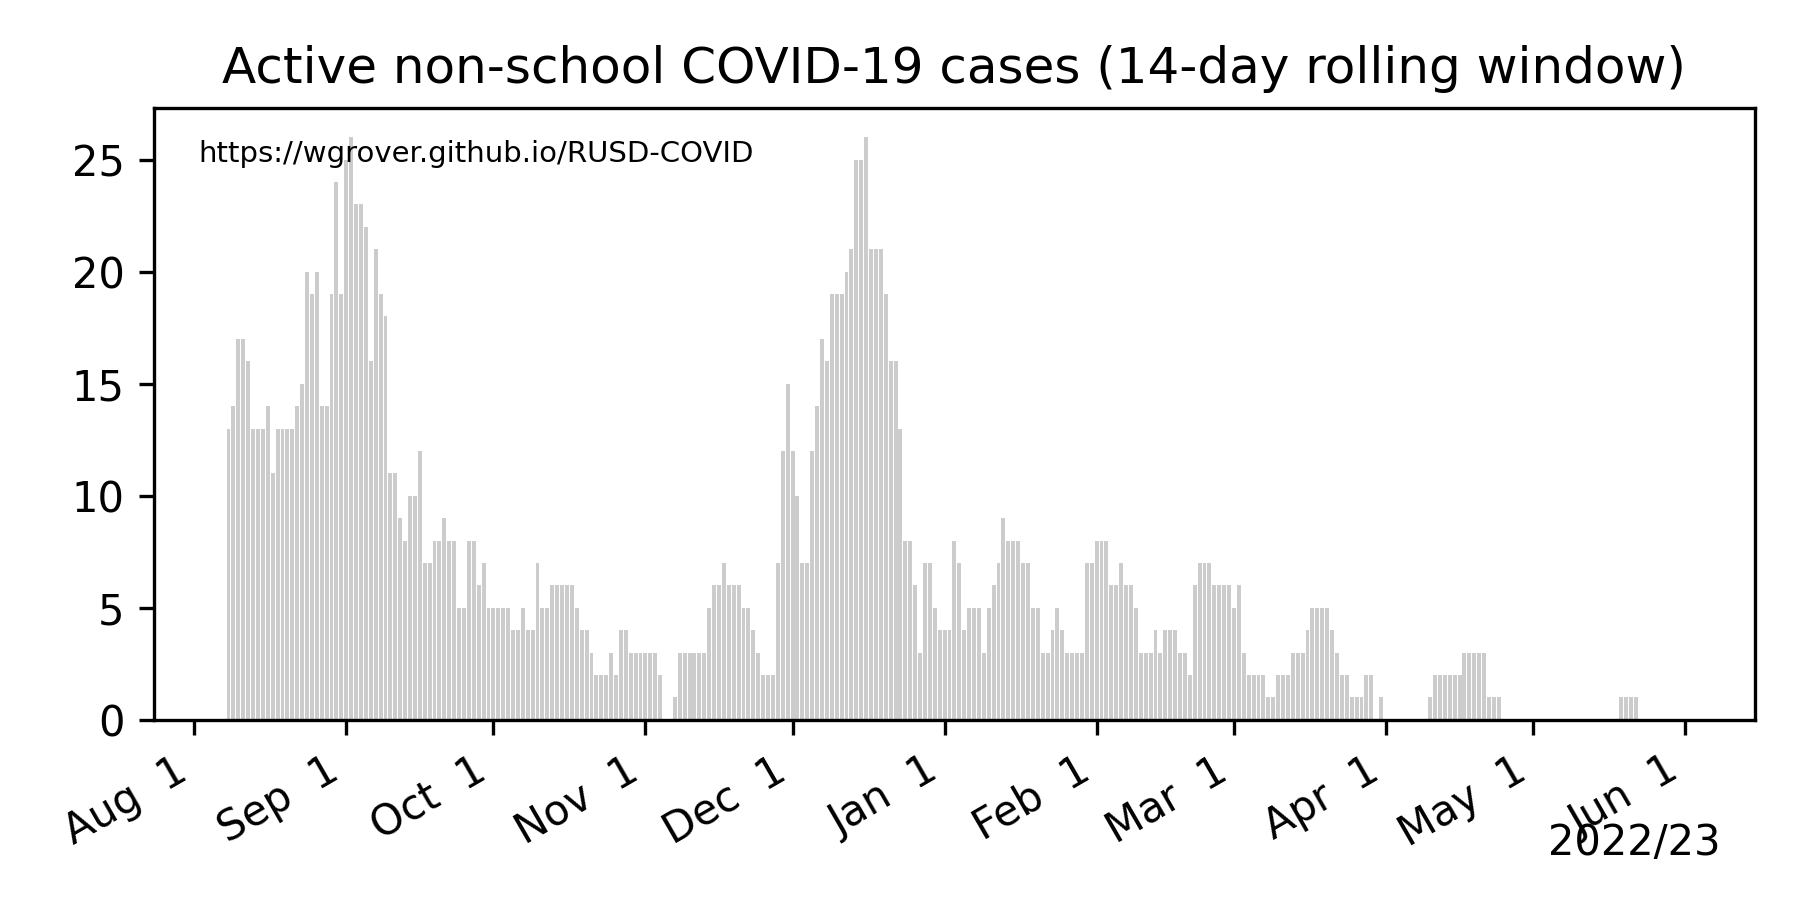 Active non-school COVID-19 cases (14-day rolling window)
https://wgrover.github.io/RUSD-COVID
25
20
15
10
5
0
Aug 1
Sep 1
Oct 1
Nov 1
Dec 1
Jan 1
Feb 1
Mar 1
Apr 1
May 1
Jun 1
2022/23